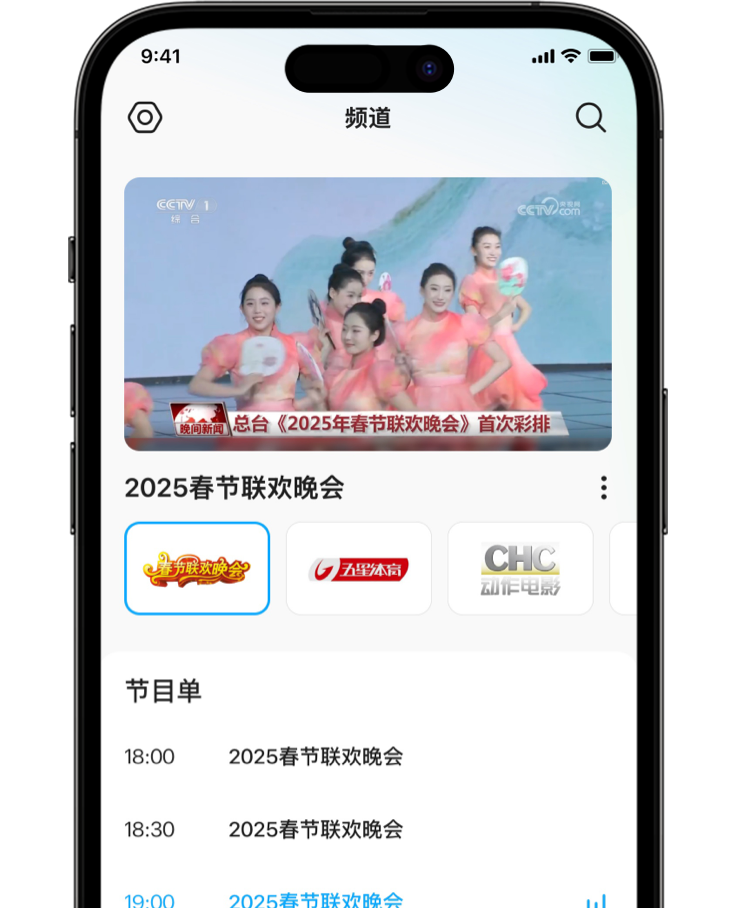 9:41
频道
CCTV 1
综合
央视网
CCTV.com
晚间新闻
总台《2025年春节联欢晚会》首次彩排
2025春节联欢晚会
春节联欢晚会
五星体育
CHC
动作电影
节目单
18:00 2025春节联欢晚会
18:30 2025春节联欢晚会
19:00 2025春节联欢晚会